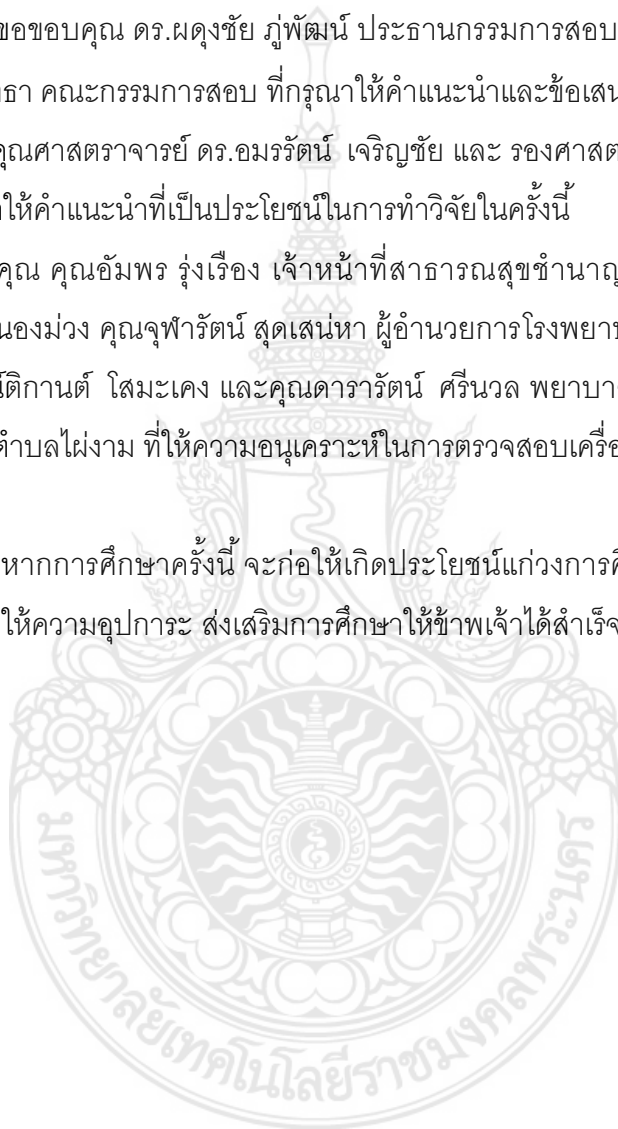 ขอขอบคุณ ดร.ผดุงชัย ภู่พัฒน์ ประธานกรรมการสอบ
ธา คณะกรรมการสอบ ที่กรุณาให้คำแนะนำและข้อเสน
คุณศาสตราจารย์ ดร.อมรรัตน์ เจริญชัย และ รองศาสต
ให้คำแนะนำที่เป็นประโยชน์ในการทำวิจัยในครั้งนี้
คุณ คุณอัมพร รุ่งเรือง เจ้าหน้าที่สาธารณสุขชำนาญ
นองม่วง คุณจุฬารัตน์ สุดเสน่หา ผู้อำนวยการโรงพยาบ
ติกานต์ โสมะเคง และคุณดารารัตน์ ศรีนวล พยาบา
ตำบลไผ่งาม ที่ให้ความอนุเคราะห์ในการตรวจสอบเครื่อ
หากการศึกษาครั้งนี้ จะก่อให้เกิดประโยชน์แก่วงการศึ
ให้ความอุปการะ ส่งเสริมการศึกษาให้ข้าพเจ้าได้สำเร็จ
มหาวิทยาลัยเทคโนโลยีราชมงคลพระนคร